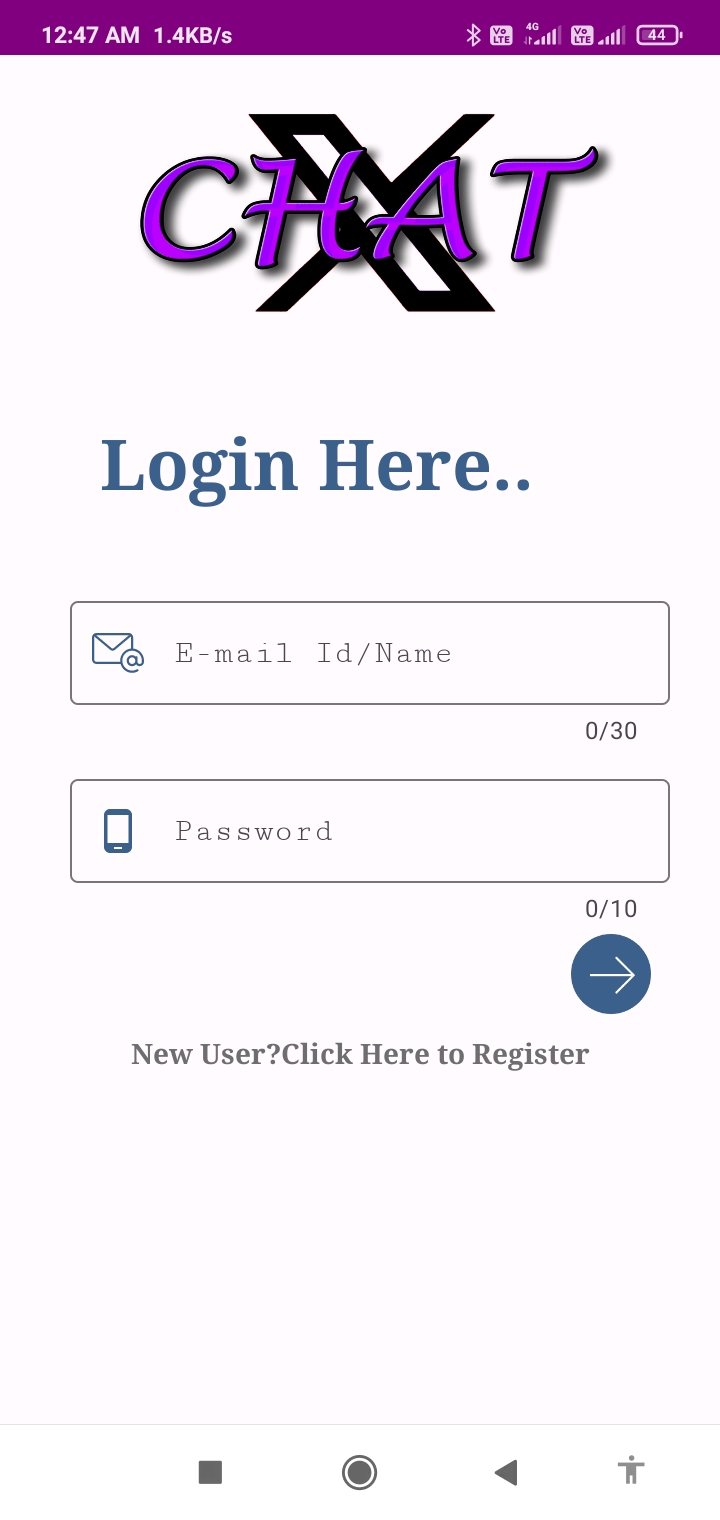 12:47 AM 1.4KB/s Vo LTE 4G Vo LTE 44
CHAT X
Login Here..
E-mail Id/Name
0/30
Password
0/10
New User?Click Here to Register